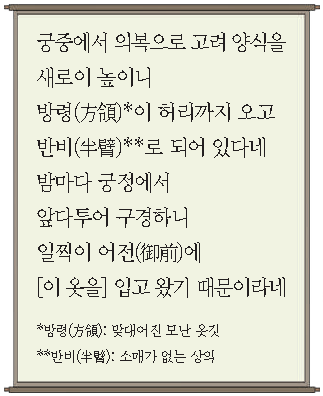 궁중에서 의복으로 고려 양식을
새로이 높이니
방령(方領)*이 허리까지 오고
반비(半臂)**로 되어 있다네
밤마다 궁정에서
앞다투어 구경하니
일찍이 어전(御前)에
[이 옷을] 입고 왔기 때문이라네
*방령(方領): 맞대어진 모난 옷깃
**반비(半臂): 소매가 없는 상의